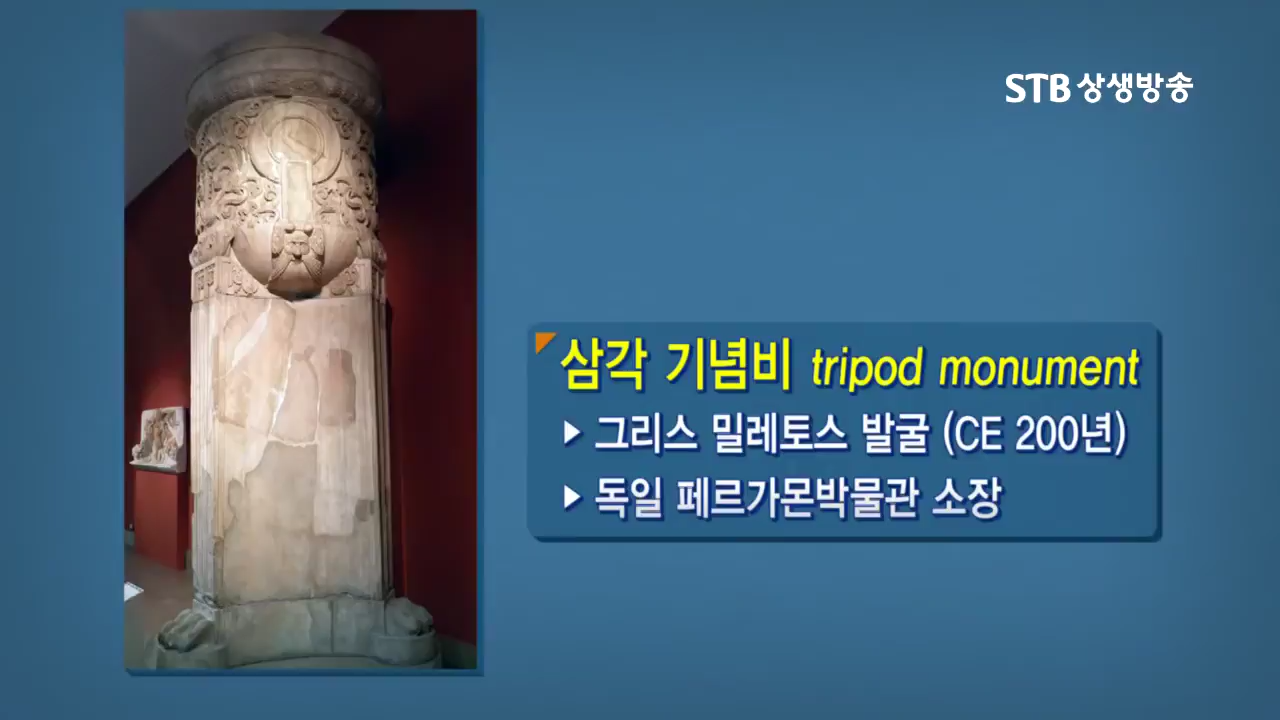 STB 상생방송
삼각 기념비 tripod monument
그리스 밀레토스 발굴 (CE 200년)
독일 페르가몬박물관 소장